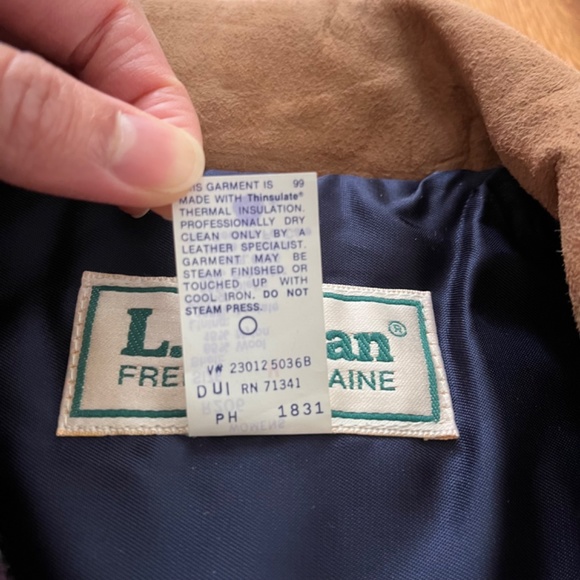 THIS GARMENT IS 99
MADE WITH Thinsulate®
THERMAL INSULATION.
PROFESSIONALLY DRY
CLEAN ONLY BY A
LEATHER SPECIALIST.
GARMENT MAY BE
STEAM FINISHED OR
TOUCHED UP WITH
COOL IRON. DO NOT
STEAM PRESS.
V# 230125036B
DUI RN 71341
PH 1831
L. an®
FRE AINE